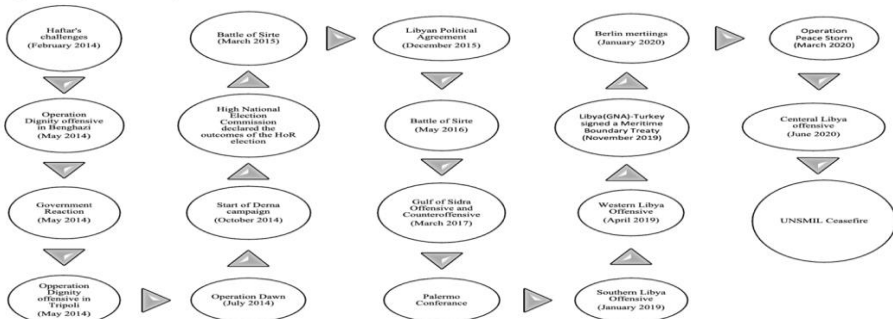 Haftar's
challenges
(February 2014)
Operation
Dignity offensive
in Benghazi
(May 2014)
Government
Reaction
(May 2014)
Opperation
Dignity
offensive in
Tripoli
(May 2014)
Operation Dawn
(July 2014)
Start of Derna
campaign
(October 2014)
High National
Election
Commission
declared the
outcomes of the HoR
election
Battle of Sirte
(March 2015)
Libyan Political
Agreement
(December 2015)
Battle of Sirte
(May 2016)
Gulf of Sidra
Offensive and
Counteroffensive
(March 2017)
Palermo
Conferance
Southern Libya
Offensive
(January 2019)
Western Libya
Offensive
(April 2019)
Libya(GNA)-Turkey
signed a Meritime
Boundary Treaty
(November 2019)
Berlin mertiings
(January 2020)
Operation
Peace Storm
(March 2020)
Centeral Libya
offensive
(June 2020)
UNSMIL Ceasefire